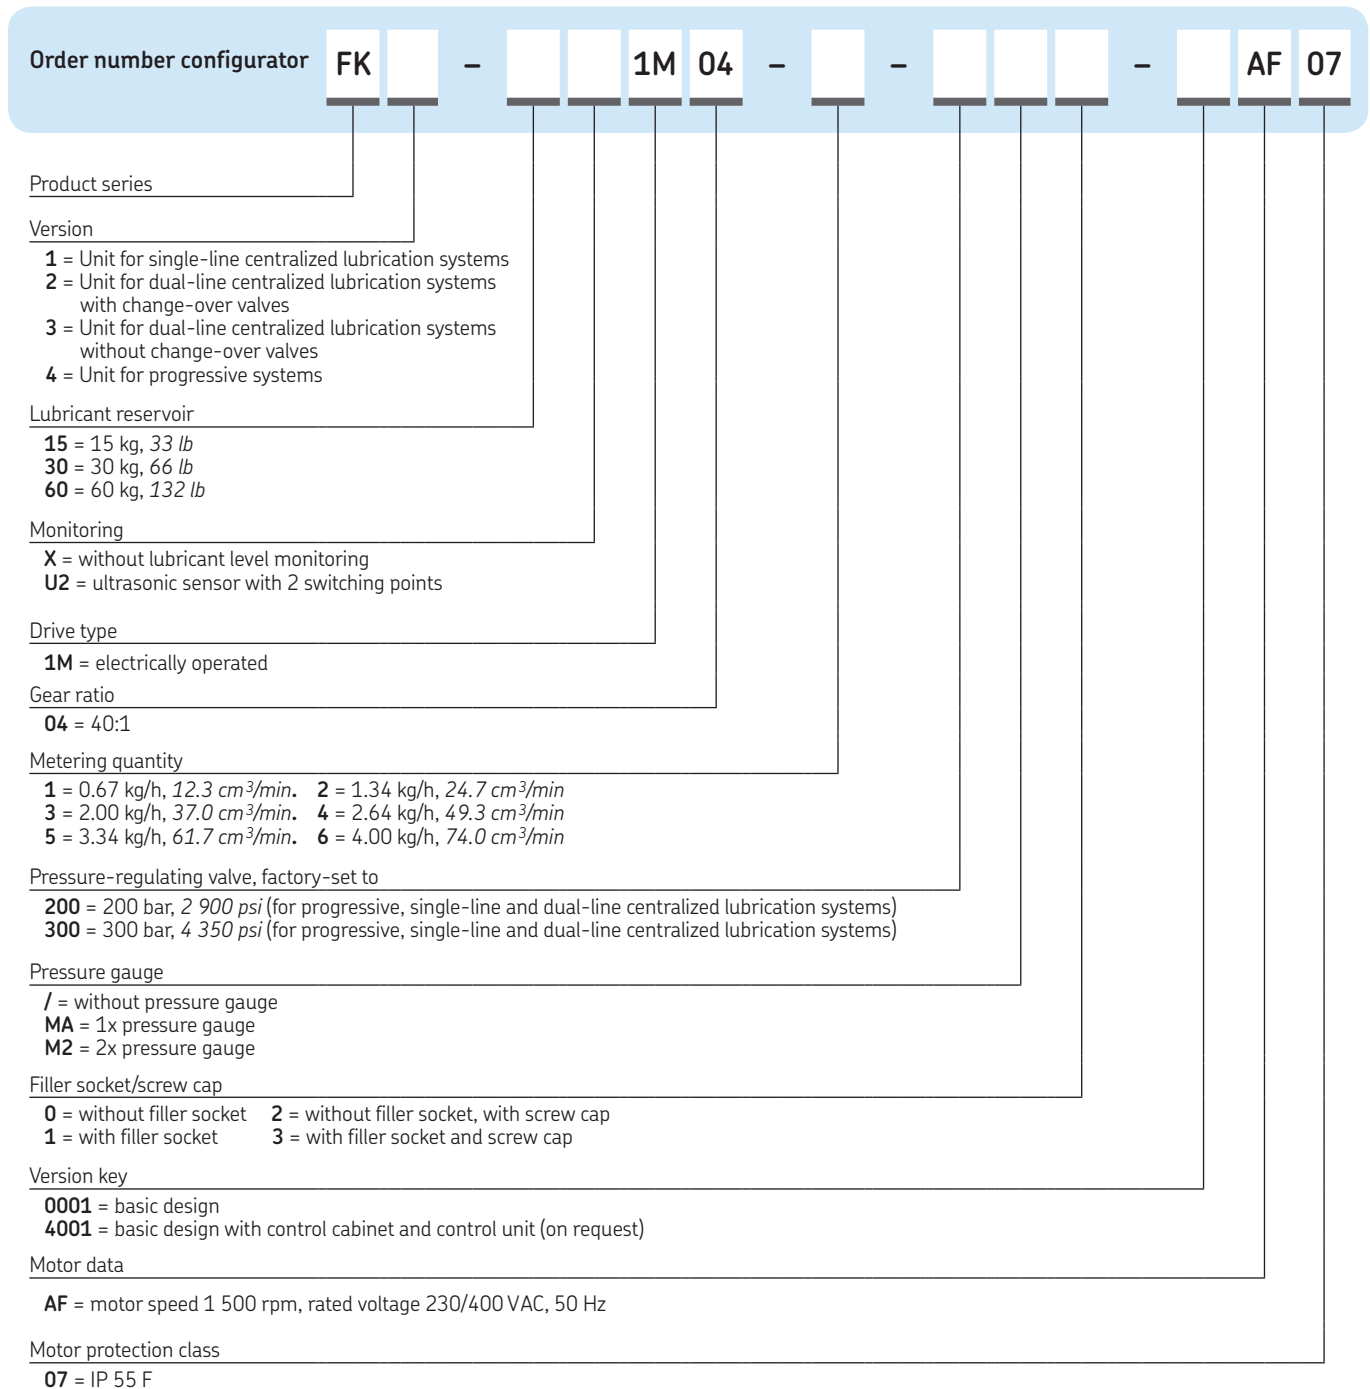 Order number configurator FK – 1M 04 – – – AF 07
Product series
Version
1 = Unit for single-line centralized lubrication systems
2 = Unit for dual-line centralized lubrication systems
with change-over valves
3 = Unit for dual-line centralized lubrication systems
without change-over valves
4 = Unit for progressive systems
Lubricant reservoir
15 = 15 kg, 33 lb
30 = 30 kg, 66 lb
60 = 60 kg, 132 lb
Monitoring
X = without lubricant level monitoring
U2 = ultrasonic sensor with 2 switching points
Drive type
1M = electrically operated
Gear ratio
04 = 40:1
Metering quantity
1 = 0.67 kg/h, 12.3 cm³/min. 2 = 1.34 kg/h, 24.7 cm³/min
3 = 2.00 kg/h, 37.0 cm³/min. 4 = 2.64 kg/h, 49.3 cm³/min
5 = 3.34 kg/h, 61.7 cm³/min. 6 = 4.00 kg/h, 74.0 cm³/min
Pressure-regulating valve, factory-set to
200 = 200 bar, 2 900 psi (for progressive, single-line and dual-line centralized lubrication systems)
300 = 300 bar, 4 350 psi (for progressive, single-line and dual-line centralized lubrication systems)
Pressure gauge
/ = without pressure gauge
MA = 1x pressure gauge
M2 = 2x pressure gauge
Filler socket/screw cap
0 = without filler socket 2 = without filler socket, with screw cap
1 = with filler socket 3 = with filler socket and screw cap
Version key
0001 = basic design
4001 = basic design with control cabinet and control unit (on request)
Motor data
AF = motor speed 1 500 rpm, rated voltage 230/400 VAC, 50 Hz
Motor protection class
07 = IP 55 F